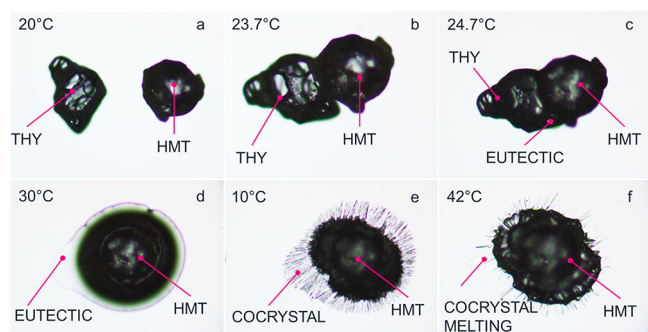 20°C a
THY
HMT
23.7°C b
THY
HMT
24.7°C c
THY
EUTECTIC
HMT
30°C d
EUTECTIC
HMT
10°C e
COCRYSTAL
HMT
42°C f
COCRYSTAL
MELTING
HMT